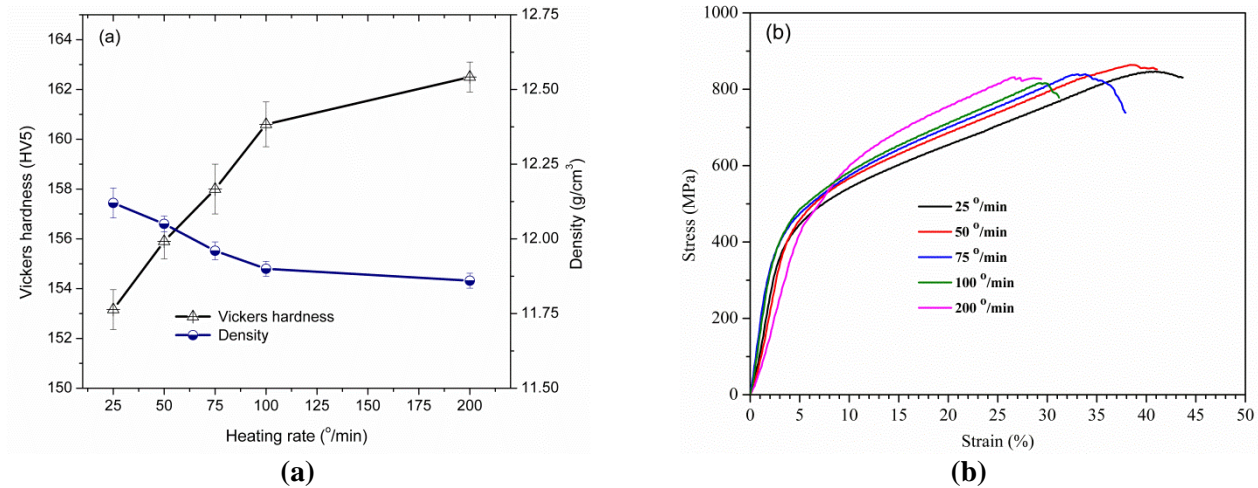 (a)
164
162
160
158
156
154
152
150
Vickers hardness (HV5)
12.75
12.50
12.25
12.00
11.75
11.50
Density (g/cm³)
Vickers hardness
Density
25 50 75 100 125 150 175 200
Heating rate (°/min)
(a)
(b)
1000
800
600
400
200
0
Stress (MPa)
25 °/min
50 °/min
75 °/min
100 °/min
200 °/min
0 5 10 15 20 25 30 35 40 45 50
Strain (%)
(b)